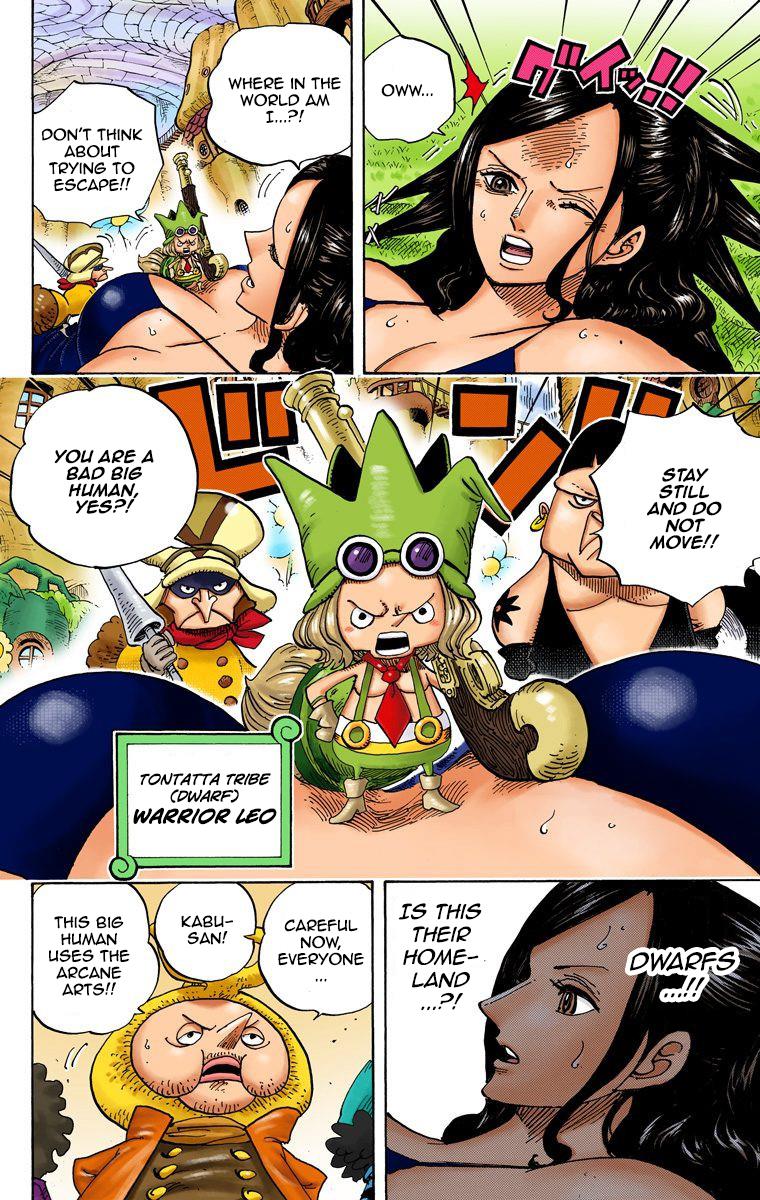 OWW...
グイッ!!
WHERE IN THE
WORLD AM
I...?!
DON'T THINK
ABOUT
TRYING TO
ESCAPE!!
STAY
STILL
AND DO
NOT
MOVE!!
YOU ARE A
BAD BIG
HUMAN,
YES?!
TONTATTA TRIBE
(DWARF)
WARRIOR LEO
DWARFS
...!!
IS THIS
THEIR
HOME-
LAND
...?!
CAREFUL
NOW,
EVERYONE
...
KABU-
SAN!
THIS BIG
HUMAN
USES THE
ARCANE
ARTS!!